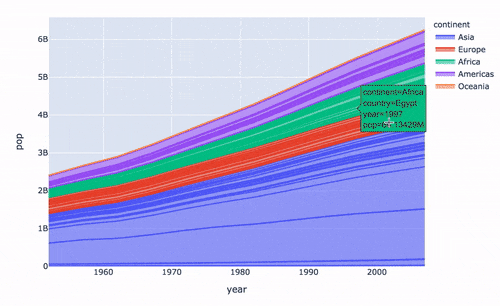 continent
Asia
Europe
Africa
Americas
Oceania
6B
5B
4B
3B
2B
1B
0
pop
continent=Africa
country=Egypt
year=1997
1960
1970
1980
1990
2000
year